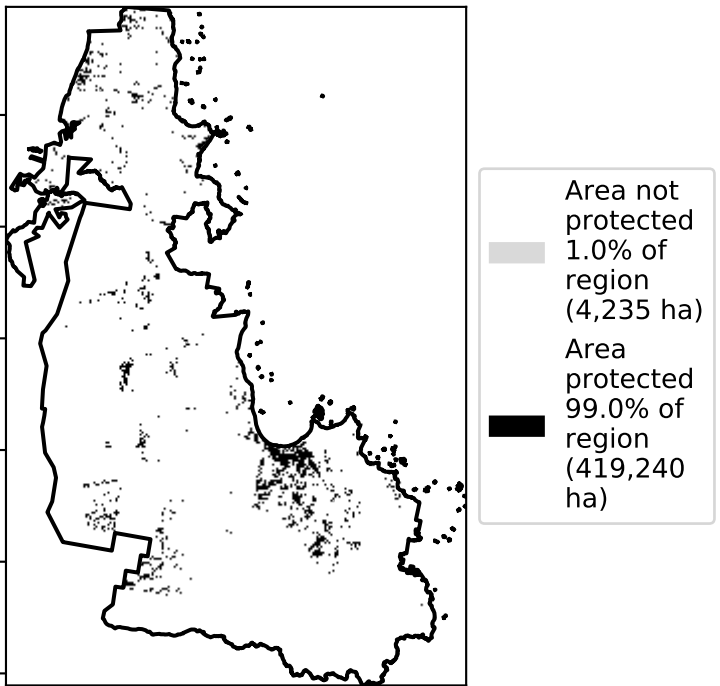 Area not
protected
1.0% of
region
(4,235 ha)
Area
protected
99.0% of
region
(419,240
ha)